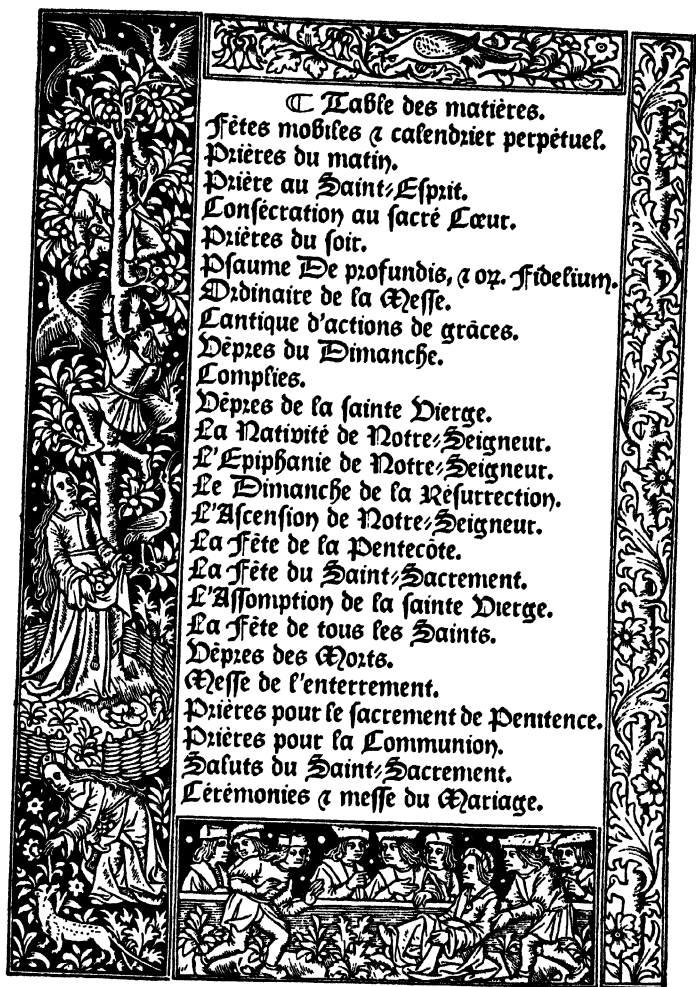 ☾ Table des matières.
Fêtes mobiles ⁊ calendrier perpétuel.
Prières du matin.
Prière au Saint-Esprit.
Consécration au sacré Cœur.
Prières du soir.
Psaume De profundis, ⁊ oꝝ. Fidelium.
Ordinaire de la Messe.
Cantique d'actions de grâces.
Vêpres du Dimanche.
Complies.
Vêpres de la sainte Vierge.
La Nativité de Notre-Seigneur.
L'Epiphanie de Notre-Seigneur.
Le Dimanche de la Résurrection.
L'Ascension de Notre-Seigneur.
La Fête de la Pentecôte.
La Fête du Saint-Sacrement.
L'Assomption de la sainte Vierge.
La Fête de tous les Saints.
Vêpres des Morts.
Messe de l'enterrement.
Prières pour le sacrement de Penitence.
Prières pour la Communion.
Saluts du Saint-Sacrement.
Cérémonies ⁊ messe du Mariage.